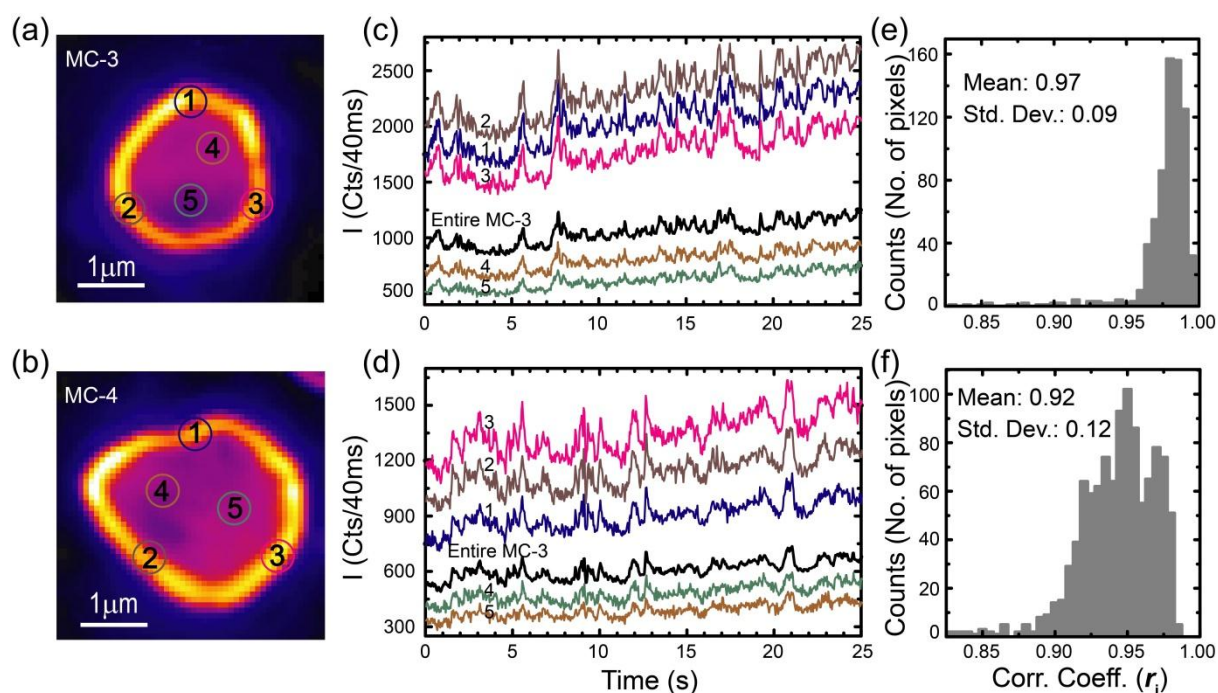 (a)
MC-3
1
4
5
2
3
1µm
(c)
I (Cts/40ms)
2500
2000
1500
1000
500
2
1
3
Entire MC-3
4
5
0 5 10 15 20 25
(e)
Counts (No. of pixels)
160
120
80
40
0
Mean: 0.97
Std. Dev.: 0.09
0.85 0.90 0.95 1.00
(b)
MC-4
1
4
5
2
3
1µm
(d)
I (Cts/40ms)
1500
1200
900
600
300
3
2
1
Entire MC-3
4
5
0 5 10 15 20 25
Time (s)
(f)
Counts (No. of pixels)
100
80
60
40
20
0
Mean: 0.92
Std. Dev.: 0.12
0.85 0.90 0.95 1.00
Corr. Coeff. (ri)